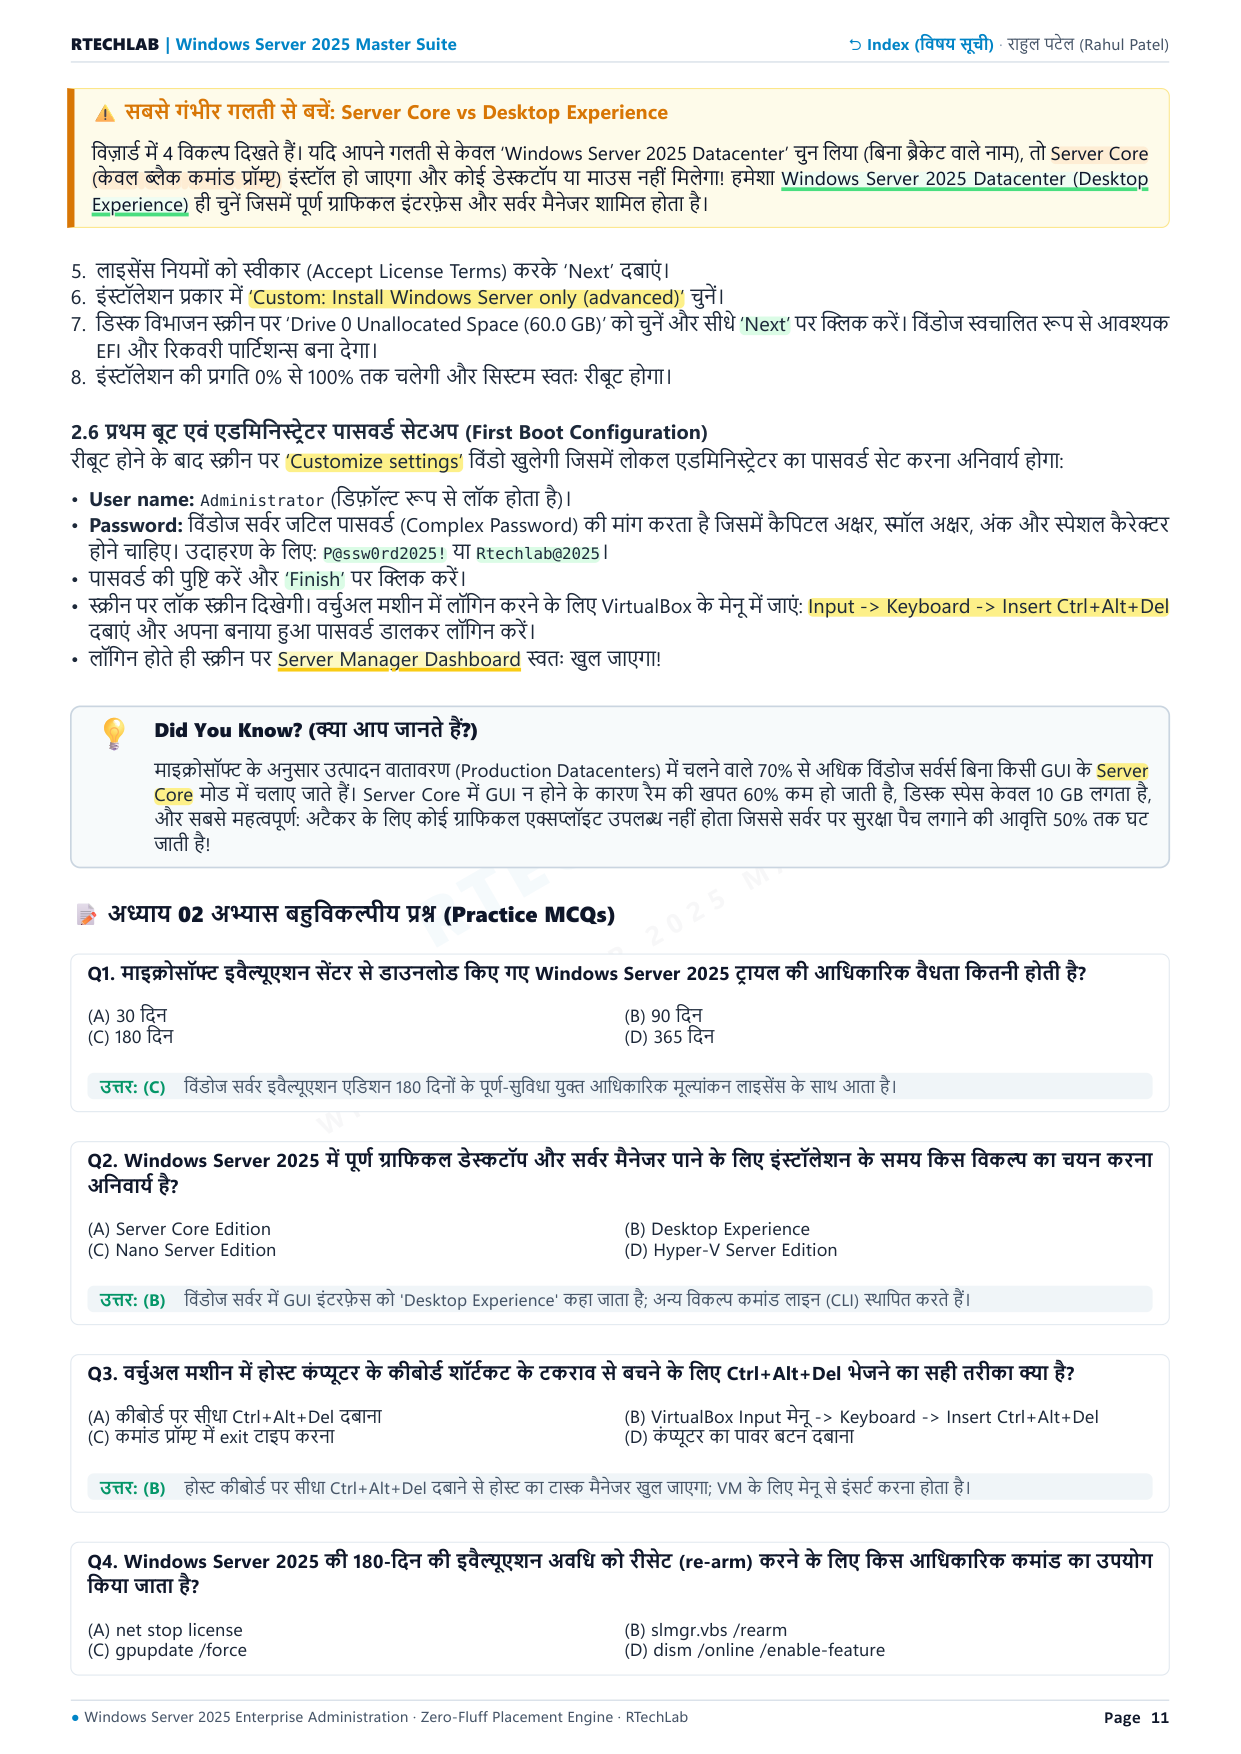 RTECHLAB | Windows Server 2025 Master Suite
⮌ Index (विषय सूची) · राहुल पटेल (Rahul Patel)
⚠ सबसे गंभीर गलती से बचें: Server Core vs Desktop Experience
विज़ार्ड में 4 विकल्प दिखते हैं। यदि आपने गलती से केवल ‘Windows Server 2025 Datacenter’ चुन लिया (बिना ब्रैकेट वाले नाम), तो Server Core
(केवल ब्लैक कमांड प्रॉम्प्ट) इंस्टॉल हो जाएगा और कोई डेस्कटॉप या माउस नहीं मिलेगा! हमेशा Windows Server 2025 Datacenter (Desktop
Experience) ही चुनें जिसमें पूर्ण ग्राफिकल इंटरफ़ेस और सर्वर मैनेजर शामिल होता है।
5. लाइसेंस नियमों को स्वीकार (Accept License Terms) करके ‘Next’ दबाएं।
6. इंस्टॉलेशन प्रकार में ‘Custom: Install Windows Server only (advanced)’ चुनें।
7. डिस्क विभाजन स्क्रीन पर ‘Drive 0 Unallocated Space (60.0 GB)’ को चुनें और सीधे ‘Next’ पर क्लिक करें। विंडोज स्वचालित रूप से आवश्यक
EFI और रिकवरी पार्टिशन्स बना देगा।
8. इंस्टॉलेशन की प्रगति 0% से 100% तक चलेगी और सिस्टम स्वतः रीबूट होगा।
2.6 प्रथम बूट एवं एडमिनिस्ट्रेटर पासवर्ड सेटअप (First Boot Configuration)
रीबूट होने के बाद स्क्रीन पर ‘Customize settings’ विंडो खुलेगी जिसमें लोकल एडमिनिस्ट्रेटर का पासवर्ड सेट करना अनिवार्य होगा:
• User name: Administrator (डिफ़ॉल्ट रूप से लॉक होता है)।
• Password: विंडोज सर्वर जटिल पासवर्ड (Complex Password) की मांग करता है जिसमें कैपिटल अक्षर, स्मॉल अक्षर, अंक और स्पेशल कैरेक्टर
होने चाहिए। उदाहरण के लिए: P@ssw0rd2025! या Rtechlab@2025।
• पासवर्ड की पुष्टि करें और ‘Finish’ पर क्लिक करें।
• स्क्रीन पर लॉक स्क्रीन दिखेगी। वर्चुअल मशीन में लॉगिन करने के लिए VirtualBox के मेनू में जाएं: Input -> Keyboard -> Insert Ctrl+Alt+Del
दबाएं और अपना बनाया हुआ पासवर्ड डालकर लॉगिन करें।
• लॉगिन होते ही स्क्रीन पर Server Manager Dashboard स्वतः खुल जाएगा!
Did You Know? (क्या आप जानते हैं?)
माइक्रोसॉफ्ट के अनुसार उत्पादन वातावरण (Production Datacenters) में चलने वाले 70% से अधिक विंडोज सर्वर्स बिना किसी GUI के Server
Core मोड में चलाए जाते हैं। Server Core में GUI न होने के कारण रैम की खपत 60% कम हो जाती है, डिस्क स्पेस केवल 10 GB लगता है,
और सबसे महत्वपूर्ण: अटैकर के लिए कोई ग्राफिकल एक्सप्लॉइट उपलब्ध नहीं होता जिससे सर्वर पर सुरक्षा पैच लगाने की आवृत्ति 50% तक घट
जाती है!
अध्याय 02 अभ्यास बहुविकल्पीय प्रश्न (Practice MCQs)
Q1. माइक्रोसॉफ्ट इवैल्यूएशन सेंटर से डाउनलोड किए गए Windows Server 2025 ट्रायल की आधिकारिक वैधता कितनी होती है?
(A) 30 दिन (B) 90 दिन
(C) 180 दिन (D) 365 दिन
उत्तर: (C) विंडोज सर्वर इवैल्यूएशन एडिशन 180 दिनों के पूर्ण-सुविधा युक्त आधिकारिक मूल्यांकन लाइसेंस के साथ आता है।
Q2. Windows Server 2025 में पूर्ण ग्राफिकल डेस्कटॉप और सर्वर मैनेजर पाने के लिए इंस्टॉलेशन के समय किस विकल्प का चयन करना
अनिवार्य है?
(A) Server Core Edition (B) Desktop Experience
(C) Nano Server Edition (D) Hyper-V Server Edition
उत्तर: (B) विंडोज सर्वर में GUI इंटरफ़ेस को 'Desktop Experience' कहा जाता है; अन्य विकल्प कमांड लाइन (CLI) स्थापित करते हैं।
Q3. वर्चुअल मशीन में होस्ट कंप्यूटर के कीबोर्ड शॉर्टकट के टकराव से बचने के लिए Ctrl+Alt+Del भेजने का सही तरीका क्या है?
(A) कीबोर्ड पर सीधा Ctrl+Alt+Del दबाना (B) VirtualBox Input मेनू -> Keyboard -> Insert Ctrl+Alt+Del
(C) कमांड प्रॉम्प्ट में exit टाइप करना (D) कंप्यूटर का पावर बटन दबाना
उत्तर: (B) होस्ट कीबोर्ड पर सीधा Ctrl+Alt+Del दबाने से होस्ट का टास्क मैनेजर खुल जाएगा; VM के लिए मेनू से इंसर्ट करना होता है।
Q4. Windows Server 2025 की 180-दिन की इवैल्यूएशन अवधि को रीसेट (re-arm) करने के लिए किस आधिकारिक कमांड का उपयोग
किया जाता है?
(A) net stop license (B) slmgr.vbs /rearm
(C) gpupdate /force (D) dism /online /enable-feature
● Windows Server 2025 Enterprise Administration · Zero-Fluff Placement Engine · RTechLab
Page 11